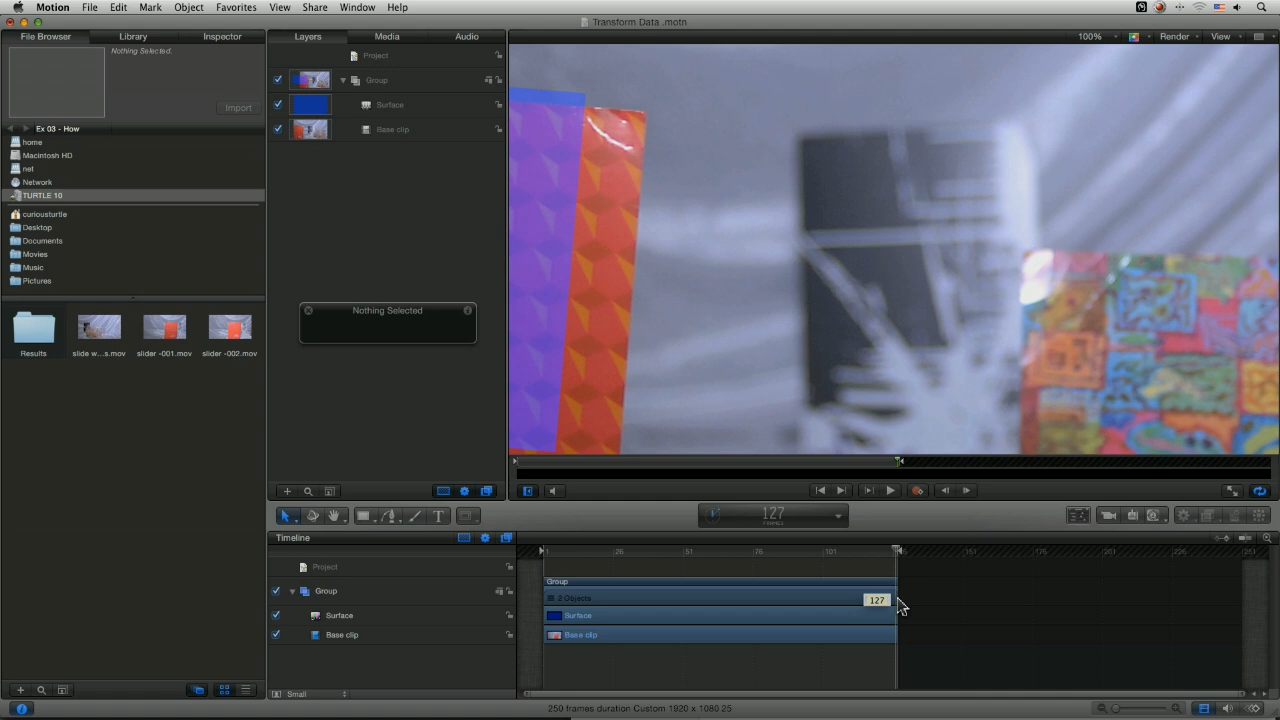 Motion File Edit Mark Object Favorites View Share Window Help
Transform Data .motn
File Browser Library Inspector
Layers Media Audio
100% Render View
Nothing Selected.
Import
Project
Group
Surface
Base clip
Ex 03 - How
home
Macintosh HD
net
Network
TURTLE 10
curiousturtle
Desktop
Documents
Movies
Music
Pictures
Nothing Selected
Results slide w...s.mov slider -001.mov slider -002.mov
127
FRAMES
Timeline
1 26 51 76 101 151 176 201 226 251
Project
Group
Group
2 Objects
127
Surface
Surface
Base clip
Base clip
Small
250 frames duration Custom 1920 x 1080 25